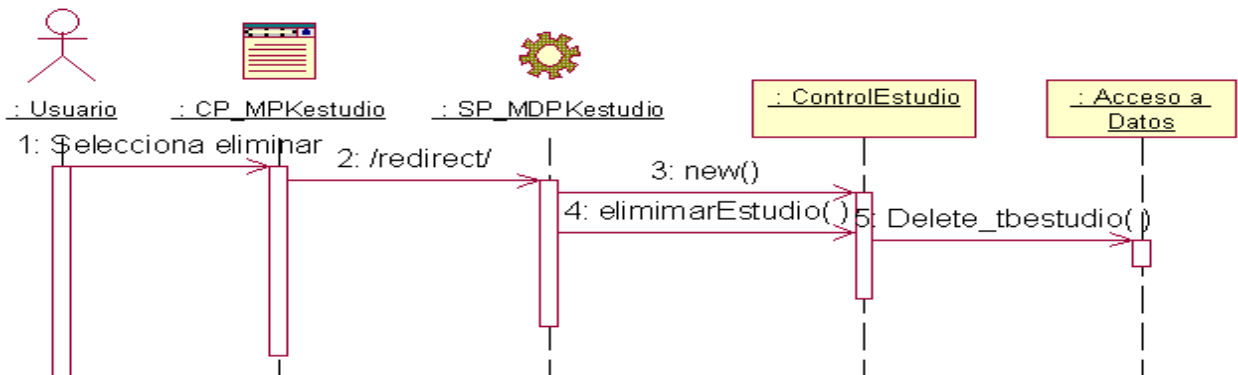 : Usuario
: CP_MPKestudio
: SP_MDPKestudio
: ControlEstudio
: Acceso a
Datos
1: Selecciona eliminar
2: /redirect/
3: new()
4: elimimarEstudio( )
5: Delete_tbestudio( )